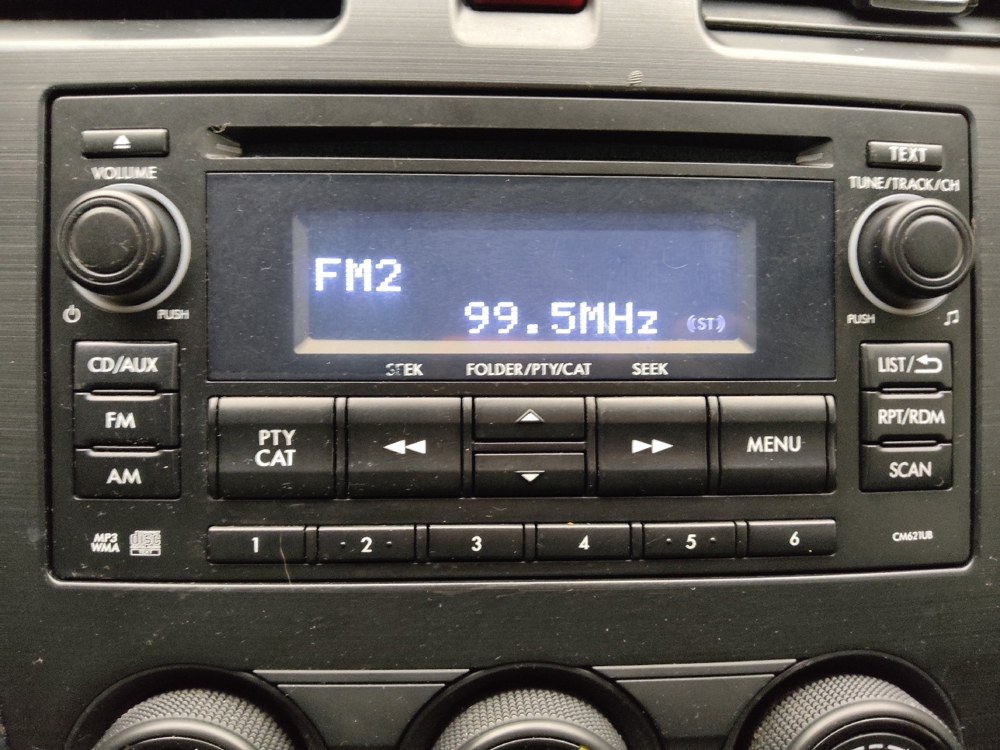 TEXT
VOLUME
TUNE/TRACK/CH
FM2
99.5MHz (ST)
PUSH
PUSH
SEEK FOLDER/PTY/CAT SEEK
CD/AUX
LIST/
FM
RPT/RDM
AM
SCAN
PTY
CAT
MENU
MP3
WMA
disc
1 2 3 4 5 6
CM621UB